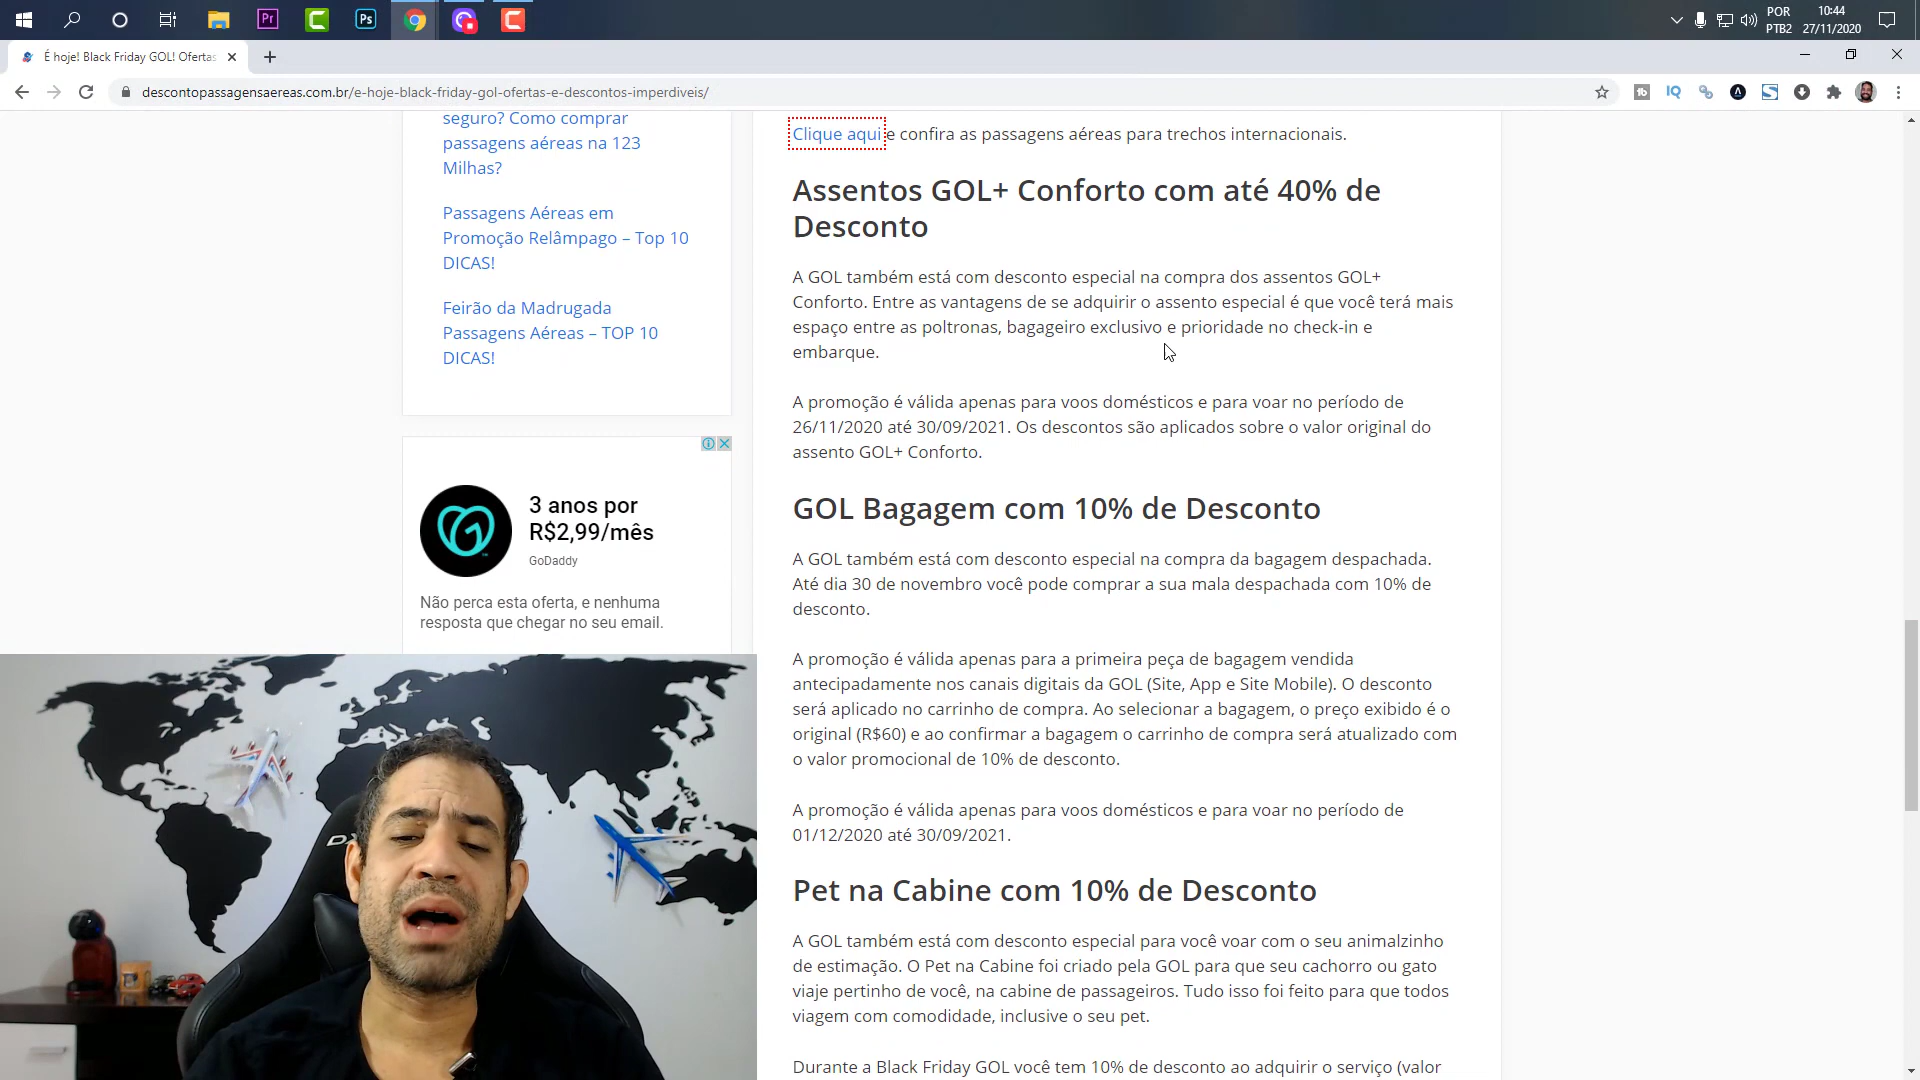 POR
PTB2
10:44
27/11/2020
É hoje! Black Friday GOL! Ofertas
descontopassagensaereas.com.br/e-hoje-black-friday-gol-ofertas-e-descontos-imperdiveis/
seguro? Como comprar
passagens aéreas na 123
Milhas?
Passagens Aéreas em
Promoção Relâmpago – Top 10
DICAS!
Feirão da Madrugada
Passagens Aéreas – TOP 10
DICAS!
3 anos por
R$2,99/mês
GoDaddy
Não perca esta oferta, e nenhuma
resposta que chegar no seu email.
Clique aqui e confira as passagens aéreas para trechos internacionais.
Assentos GOL+ Conforto com até 40% de
Desconto
A GOL também está com desconto especial na compra dos assentos GOL+
Conforto. Entre as vantagens de se adquirir o assento especial é que você terá mais
espaço entre as poltronas, bagageiro exclusivo e prioridade no check-in e
embarque.
A promoção é válida apenas para voos domésticos e para voar no período de
26/11/2020 até 30/09/2021. Os descontos são aplicados sobre o valor original do
assento GOL+ Conforto.
GOL Bagagem com 10% de Desconto
A GOL também está com desconto especial na compra da bagagem despachada.
Até dia 30 de novembro você pode comprar a sua mala despachada com 10% de
desconto.
A promoção é válida apenas para a primeira peça de bagagem vendida
antecipadamente nos canais digitais da GOL (Site, App e Site Mobile). O desconto
será aplicado no carrinho de compra. Ao selecionar a bagagem, o preço exibido é o
original (R$60) e ao confirmar a bagagem o carrinho de compra será atualizado com
o valor promocional de 10% de desconto.
A promoção é válida apenas para voos domésticos e para voar no período de
01/12/2020 até 30/09/2021.
Pet na Cabine com 10% de Desconto
A GOL também está com desconto especial para você voar com o seu animalzinho
de estimação. O Pet na Cabine foi criado pela GOL para que seu cachorro ou gato
viaje pertinho de você, na cabine de passageiros. Tudo isso foi feito para que todos
viagem com comodidade, inclusive o seu pet.
Durante a Black Friday GOL você tem 10% de desconto ao adquirir o serviço (valor